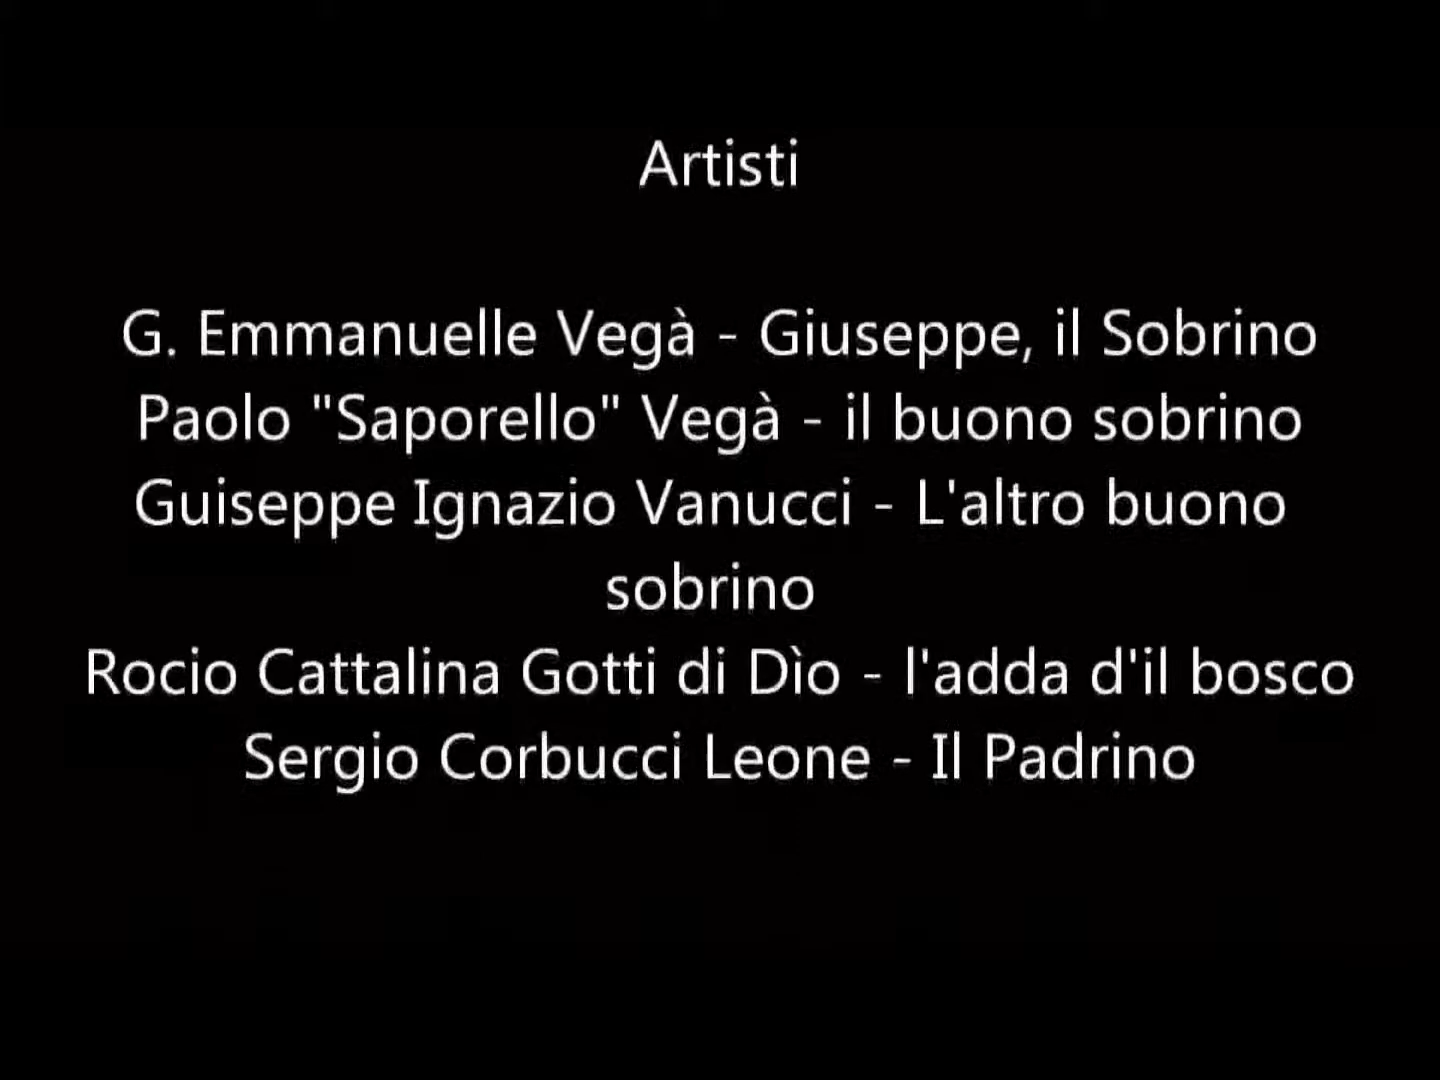 Artisti
G. Emmanuelle Vegà - Giuseppe, il Sobrino
Paolo "Saporello" Vegà - il buono sobrino
Guiseppe Ignazio Vanucci - L'altro buono
sobrino
Rocio Cattalina Gotti di Dìo - l'adda d'il bosco
Sergio Corbucci Leone - Il Padrino